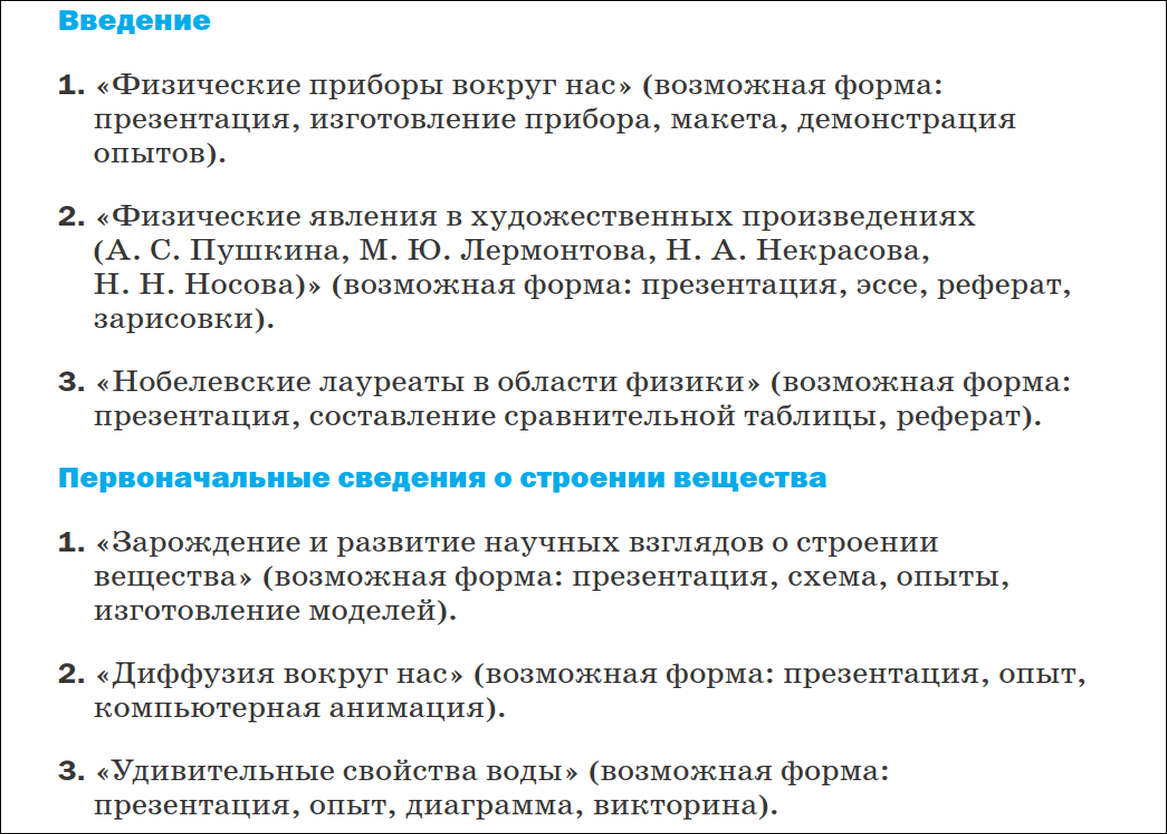 Введение
1. «Физические приборы вокруг нас» (возможная форма:
презентация, изготовление прибора, макета, демонстрация
опытов).
2. «Физические явления в художественных произведениях
(А. С. Пушкина, М. Ю. Лермонтова, Н. А. Некрасова,
Н. Н. Носова)» (возможная форма: презентация, эссе, реферат,
зарисовки).
3. «Нобелевские лауреаты в области физики» (возможная форма:
презентация, составление сравнительной таблицы, реферат).
Первоначальные сведения о строении вещества
1. «Зарождение и развитие научных взглядов о строении
вещества» (возможная форма: презентация, схема, опыты,
изготовление моделей).
2. «Диффузия вокруг нас» (возможная форма: презентация, опыт,
компьютерная анимация).
3. «Удивительные свойства воды» (возможная форма:
презентация, опыт, диаграмма, викторина).